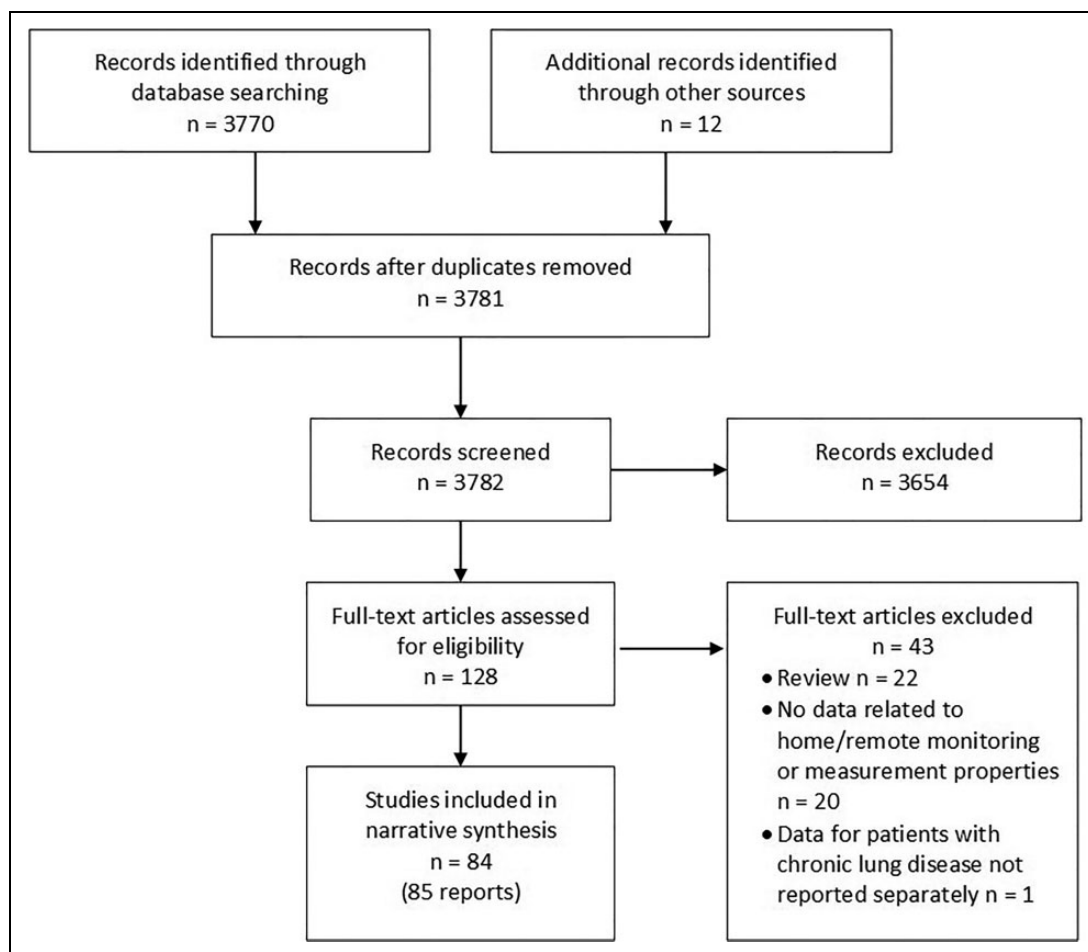 Records identified through
database searching
n = 3770
Additional records identified
through other sources
n = 12
Records after duplicates removed
n = 3781
Records screened
n = 3782
Records excluded
n = 3654
Full-text articles assessed
for eligibility
n = 128
Full-text articles excluded
n = 43
• Review n = 22
• No data related to
home/remote monitoring
or measurement properties
n = 20
• Data for patients with
chronic lung disease not
reported separately n = 1
Studies included in
narrative synthesis
n = 84
(85 reports)